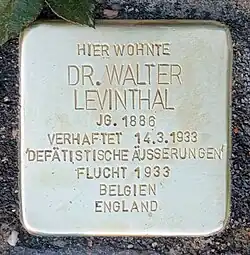 HIER WOHNTE
DR. WALTER
LEVINTHAL
JG. 1886
VERHAFTET 14.3.1933
'DEFÄTISTISCHE ÄUSSERUNGEN'
FLUCHT 1933
BELGIEN
ENGLAND